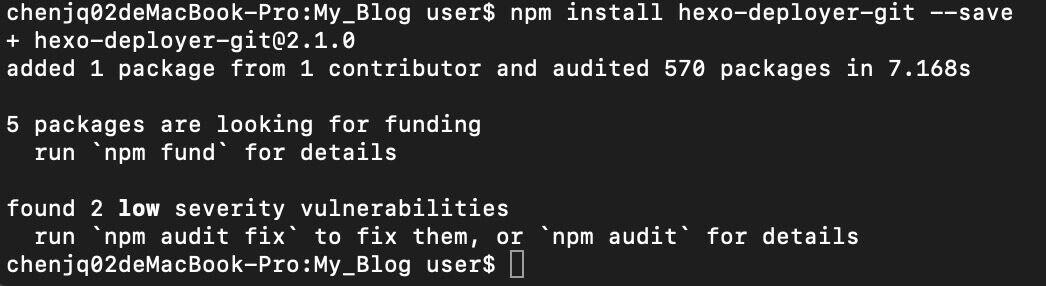 chenjq02deMacBook-Pro:My_Blog user$ npm install hexo-deployer-git --save
+ hexo-deployer-git@2.1.0
added 1 package from 1 contributor and audited 570 packages in 7.168s
5 packages are looking for funding
  run `npm fund` for details
found 2 low severity vulnerabilities
  run `npm audit fix` to fix them, or `npm audit` for details
chenjq02deMacBook-Pro:My_Blog user$